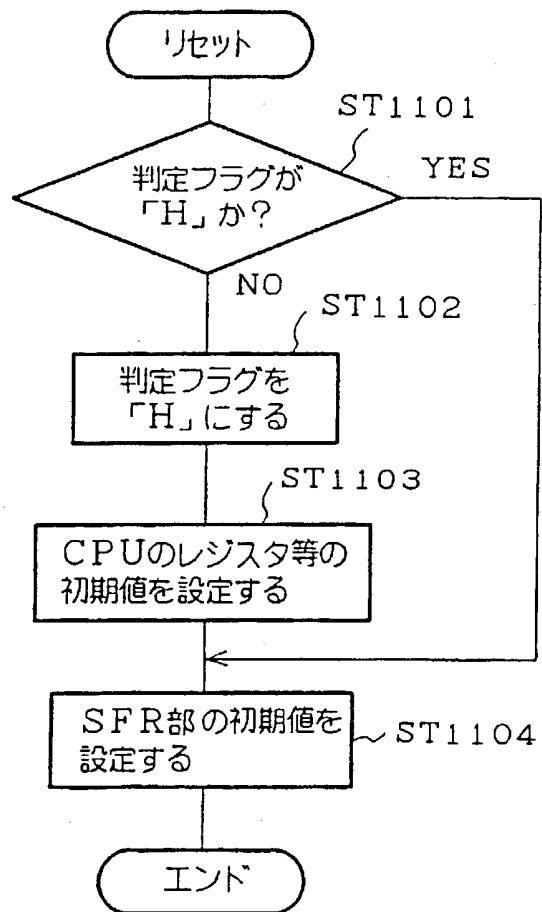 リセット
ST1101
判定フラグが
「H」か?
YES
NO
ST1102
判定フラグを
「H」にする
ST1103
CPUのレジスタ等の
初期値を設定する
SFR部の初期値を
設定する
ST1104
エンド